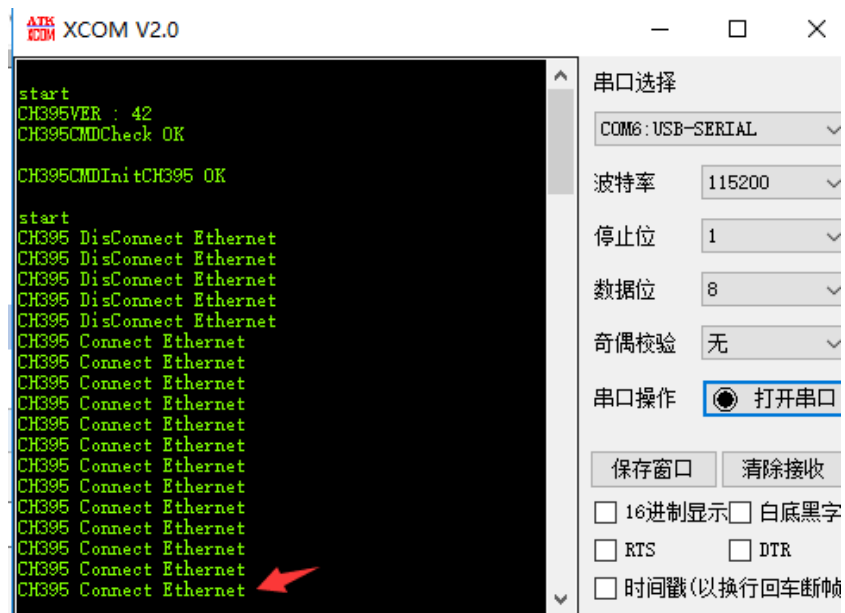 ATK
XCOM
XCOM V2.0
start
CH395VER : 42
CH395CMDCheck OK
CH395CMDInitCH395 OK
start
CH395 DisConnect Ethernet
CH395 DisConnect Ethernet
CH395 DisConnect Ethernet
CH395 DisConnect Ethernet
CH395 DisConnect Ethernet
CH395 Connect Ethernet
CH395 Connect Ethernet
CH395 Connect Ethernet
CH395 Connect Ethernet
CH395 Connect Ethernet
CH395 Connect Ethernet
CH395 Connect Ethernet
CH395 Connect Ethernet
CH395 Connect Ethernet
CH395 Connect Ethernet
CH395 Connect Ethernet
CH395 Connect Ethernet
CH395 Connect Ethernet
串口选择
COM6:USB-SERIAL
波特率 115200
停止位 1
数据位 8
奇偶校验 无
串口操作 打开串口
保存窗口 清除接收
16进制显示 白底黑字
RTS DTR
时间戳(以换行回车断帧